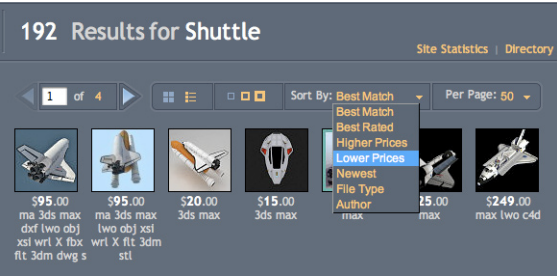 192 Results for Shuttle
Site Statistics | Directory
1 of 4
Sort By: Best Match
Per Page: 50
Best Match
Best Rated
Higher Prices
Lower Prices
Newest
File Type
Author
$95.00
ma 3ds max
dxf lwo obj
xsi wrl X fbx
flt 3dm dwg s
$95.00
ma 3ds max
lwo obj xsi
wrl X flt 3dm
stl
$20.00
3ds max
$15.00
3ds max
max
25.00
max
$249.00
max lwo c4d